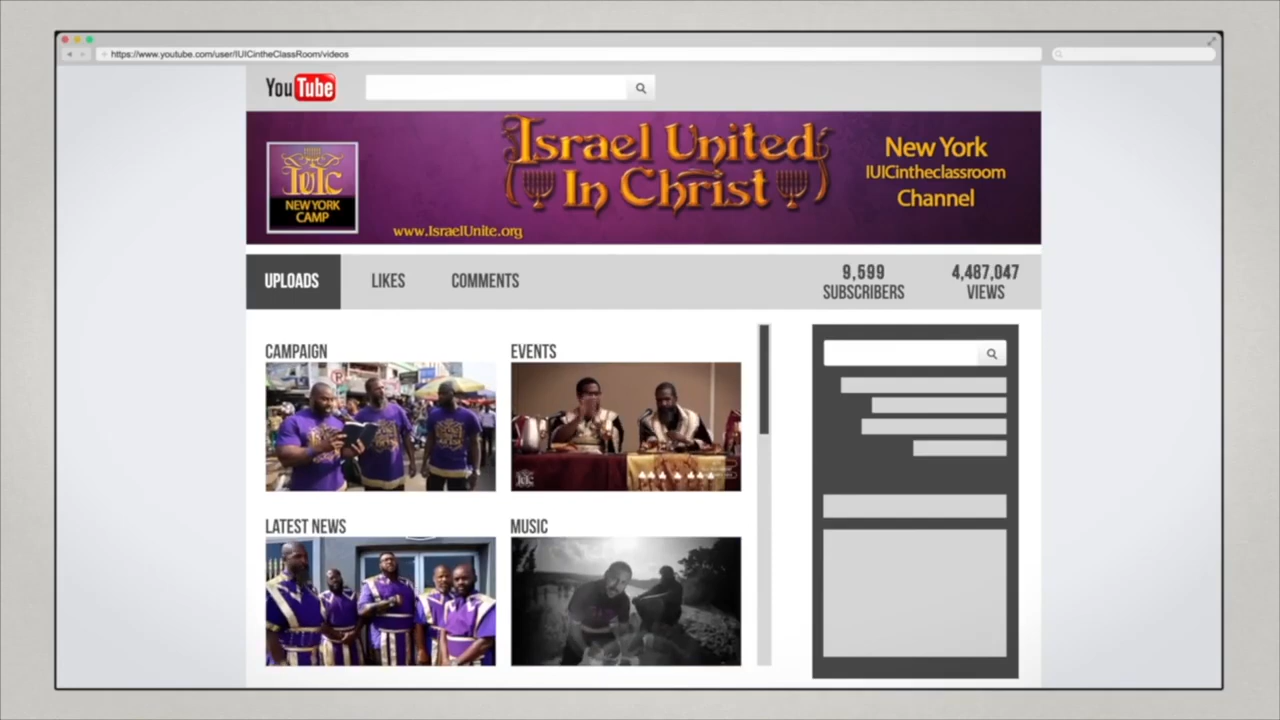 https://www.youtube.com/user/IUICintheClassRoom/videos
YouTube
Israel United
In Christ
IUIC
NEW YORK
CAMP
www.IsraelUnite.org
New York
IUICintheclassroom
Channel
UPLOADS
LIKES
COMMENTS
9,599
SUBSCRIBERS
4,487,047
VIEWS
CAMPAIGN
EVENTS
IUIC
LATEST NEWS
MUSIC